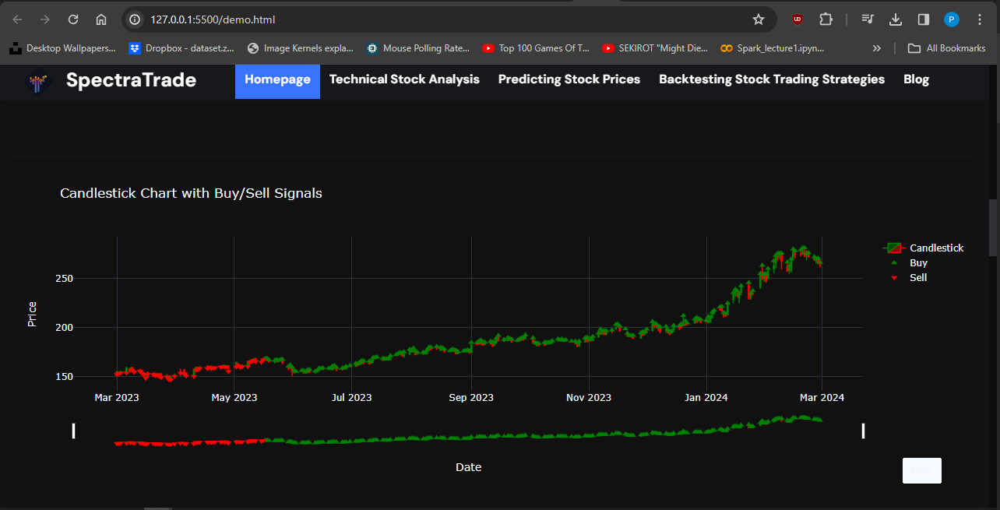 127.0.0.1:5500/demo.html
P
Desktop Wallpapers... Dropbox - dataset.z... Image Kernels expla... Mouse Polling Rate... Top 100 Games Of T... SEKIROT "Might Die... Spark_lecture1.ipyn... » All Bookmarks
SpectraTrade Homepage Technical Stock Analysis Predicting Stock Prices Backtesting Stock Trading Strategies Blog
Candlestick Chart with Buy/Sell Signals
Candlestick
Buy
Sell
Price
250
200
150
Mar 2023 May 2023 Jul 2023 Sep 2023 Nov 2023 Jan 2024 Mar 2024
Date